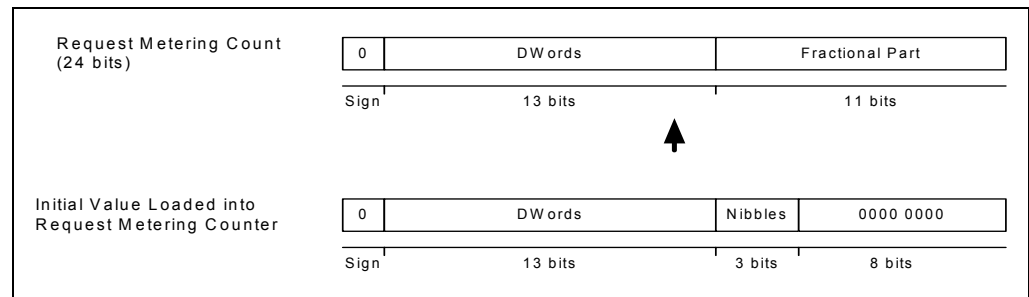 Request Metering Count
(24 bits)
0 DWords Fractional Part
Sign 13 bits 11 bits
Initial Value Loaded into
Request Metering Counter
0 DWords Nibbles 0000 0000
Sign 13 bits 3 bits 8 bits